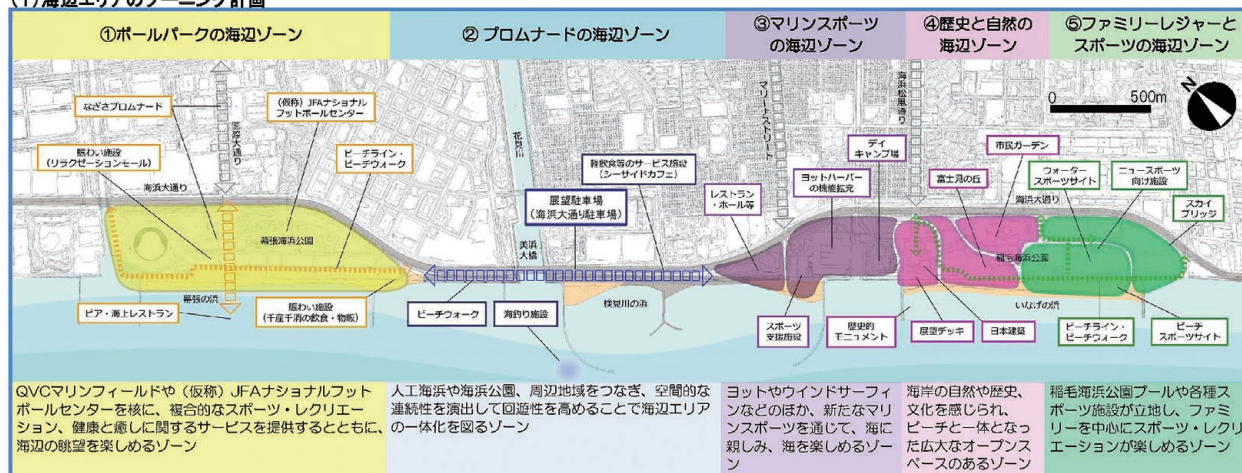 (1)海辺エリアのゾーニング計画
①ボールパークの海辺ゾーン
② プロムナードの海辺ゾーン
③マリンスポーツ
の海辺ゾーン
④歴史と自然の
海辺ゾーン
⑤ファミリーレジャーと
スポーツの海辺ゾーン
なぎさプロムナード
(仮称)JFAナショナル
フットボールセンター
賑わい施設
(リラクゼーションモール)
ビーチライン・
ビーチウォーク
海浜大通り
幕張海浜公園
幕張の浜
ピア・海上レストラン
賑わい施設
(千産千消の飲食・物販)
花見川
美浜
大橋
展望駐車場
(海浜大通り駐車場)
軽飲食等のサービス施設
(シーサイドカフェ)
ビーチウォーク
海釣り施設
検見川の浜
マリーナストリート
レストラン
・ホール等
ヨットハーバー
の機能拡充
デイ
キャンプ場
スポーツ
支援施設
海浜松風通り
市民ガーデン
富士見の丘
歴史的
モニュメント
展望デッキ
日本建築
稲毛海浜公園
いなげの浜
海浜大通り
ウォーター
スポーツサイト
ニュースポーツ
向け施設
スカイ
ブリッジ
ビーチライン・
ビーチウォーク
ビーチ
スポーツサイト
0 500m
N
QVCマリンフィールドや(仮称)JFAナショナルフット
ボールセンターを核に、複合的なスポーツ・レクリエー
ション、健康と癒しに関するサービスを提供するとともに、
海辺の眺望を楽しめるゾーン
人工海浜や海浜公園、周辺地域をつなぎ、空間的な
連続性を演出して回遊性を高めることで海辺エリア
の一体化を図るゾーン
ヨットやウインドサーフィ
ンなどのほか、新たなマリ
ンスポーツを通じて、海に
親しみ、海を楽しめるゾー
ン
海岸の自然や歴史、
文化を感じられ、
ビーチと一体となっ
た広大なオープンス
ペースのあるゾーン
稲毛海浜公園プールや各種ス
ポーツ施設が立地し、ファミ
リーを中心にスポーツ・レクリ
エーションが楽しめるゾーン